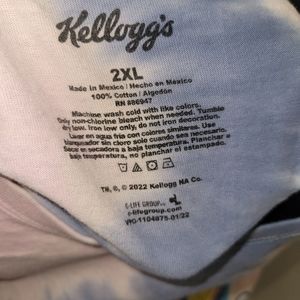 Kellogg's
2XL
Made in Mexico / Hecho en Mexico
100% Cotton / Algodón
RN #86947
Machine wash cold with like colors.
Only non-chlorine bleach when needed. Tumble
dry low. Iron low only, do not iron decoration.
Lavar en agua fria con colores similares. Use
blanqueador sin cloro solo cuando sea necesario.
Seque en secadora a baja temperatura. Planchar a
baja temperatura, no planchar el estampado.
TM, ®, © 2022 Kellogg NA Co.
C-LIFE GROUP
c-lifegroup.com
1104875-01/22